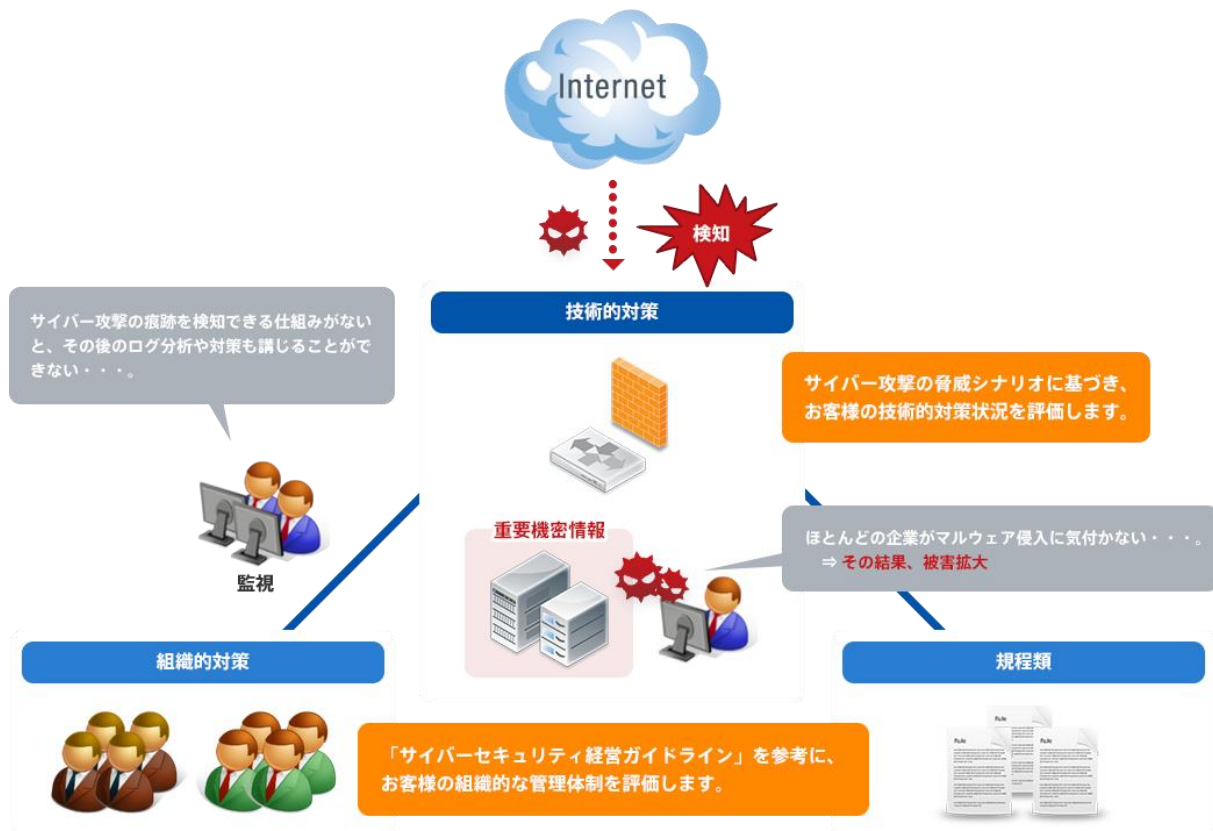 Internet
検知
技術的対策
サイバー攻撃の痕跡を検知できる仕組みがない
と、その後のログ分析や対策も講じることがで
きない・・・。
サイバー攻撃の脅威シナリオに基づき、
お客様の技術的対策状況を評価します。
監視
重要機密情報
ほとんどの企業がマルウェア侵入に気付かない・・・。
⇒ その結果、被害拡大
組織的対策
規程類
「サイバーセキュリティ経営ガイドライン」を参考に、
お客様の組織的な管理体制を評価します。
Rule
Rule
Rule